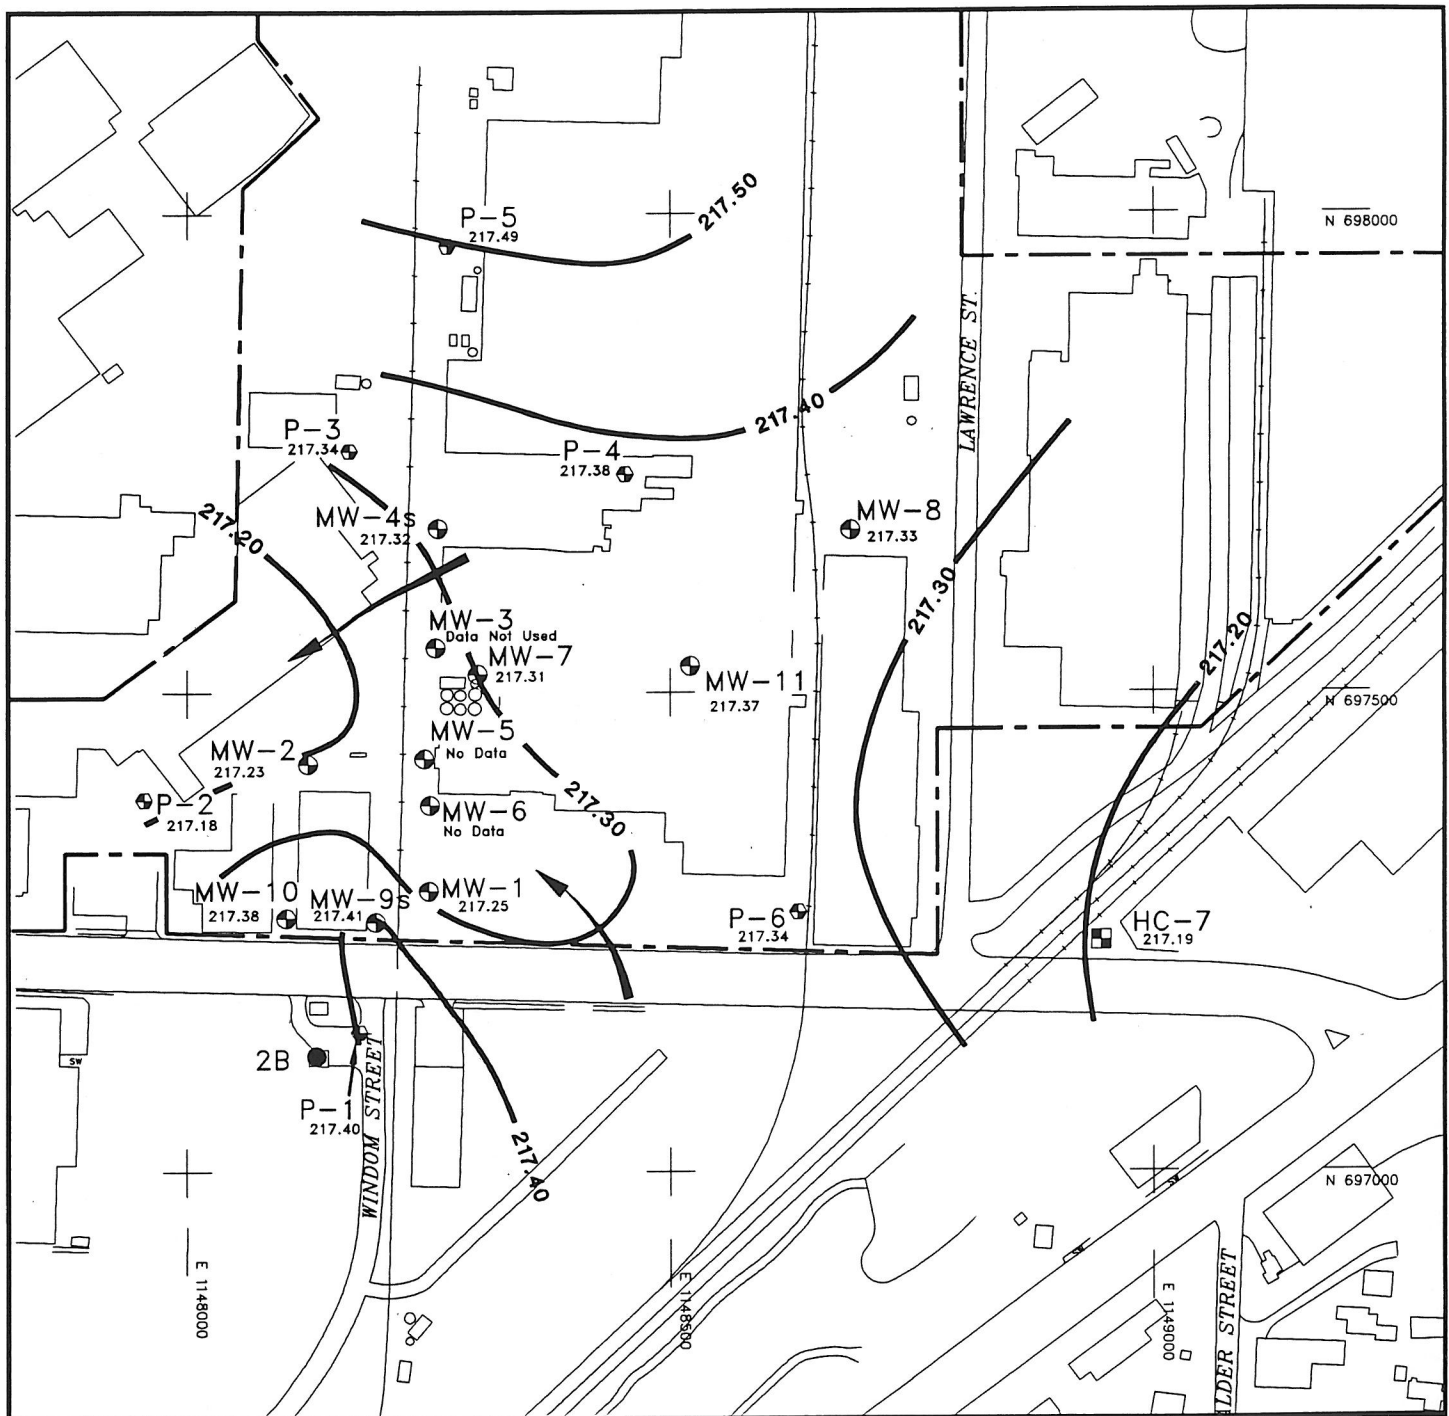 217.50
P-5
217.49
N 698000
LAWRENCE ST.
217.40
P-3
217.34
P-4
217.38
217.20
MW-4s
217.32
MW-8
217.33
217.30
MW-3
Data Not Used
MW-7
217.31
217.20
MW-11
217.37
N 697500
MW-5
No Data
MW-2
217.23
P-2
217.18
MW-6
No Data
217.30
MW-10
217.38
MW-9s
217.41
MW-1
217.25
P-6
217.34
HC-7
217.19
SW
2B
P-1
217.40
WINDOM STREET
217.40
SW
N 697000
SW
E 1148000
E 1148500
E 1149000
ALDER STREET